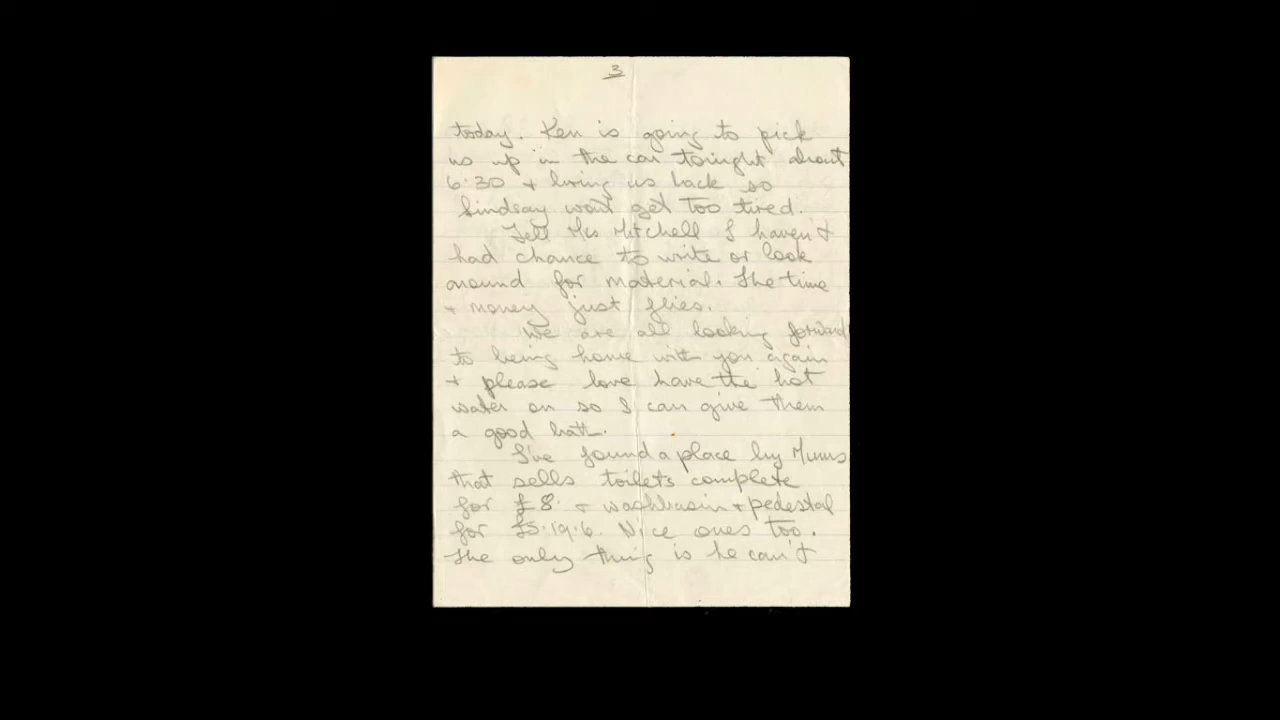 3
today. Ken is going to pick
us up in the car tonight about
6.30 + bring us back so
Lindsay wont get too tired.
Tell Mrs Mitchell I haven't
had chance to write or look
around for material. The time
+ money just flies.
We are all looking forward
to being home with you again
+ please love have the hot
water on so I can give them
a good bath.
I've found a place by Mums
that sells toilets complete
for £8. + washbasin + pedestal
for £5.19.6. Nice ones too.
The only thing is he can't